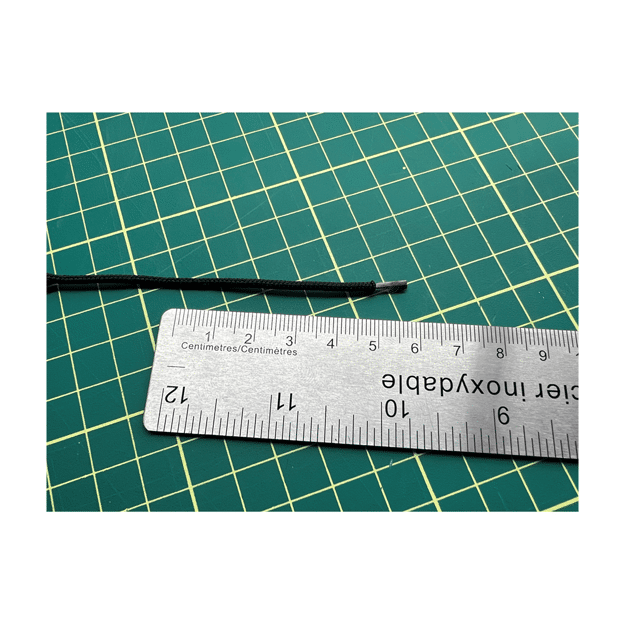 1 2 3 4 5 6 7 8 9
Centimetres/Centimètres
cier inoxydable
12 11 10 9